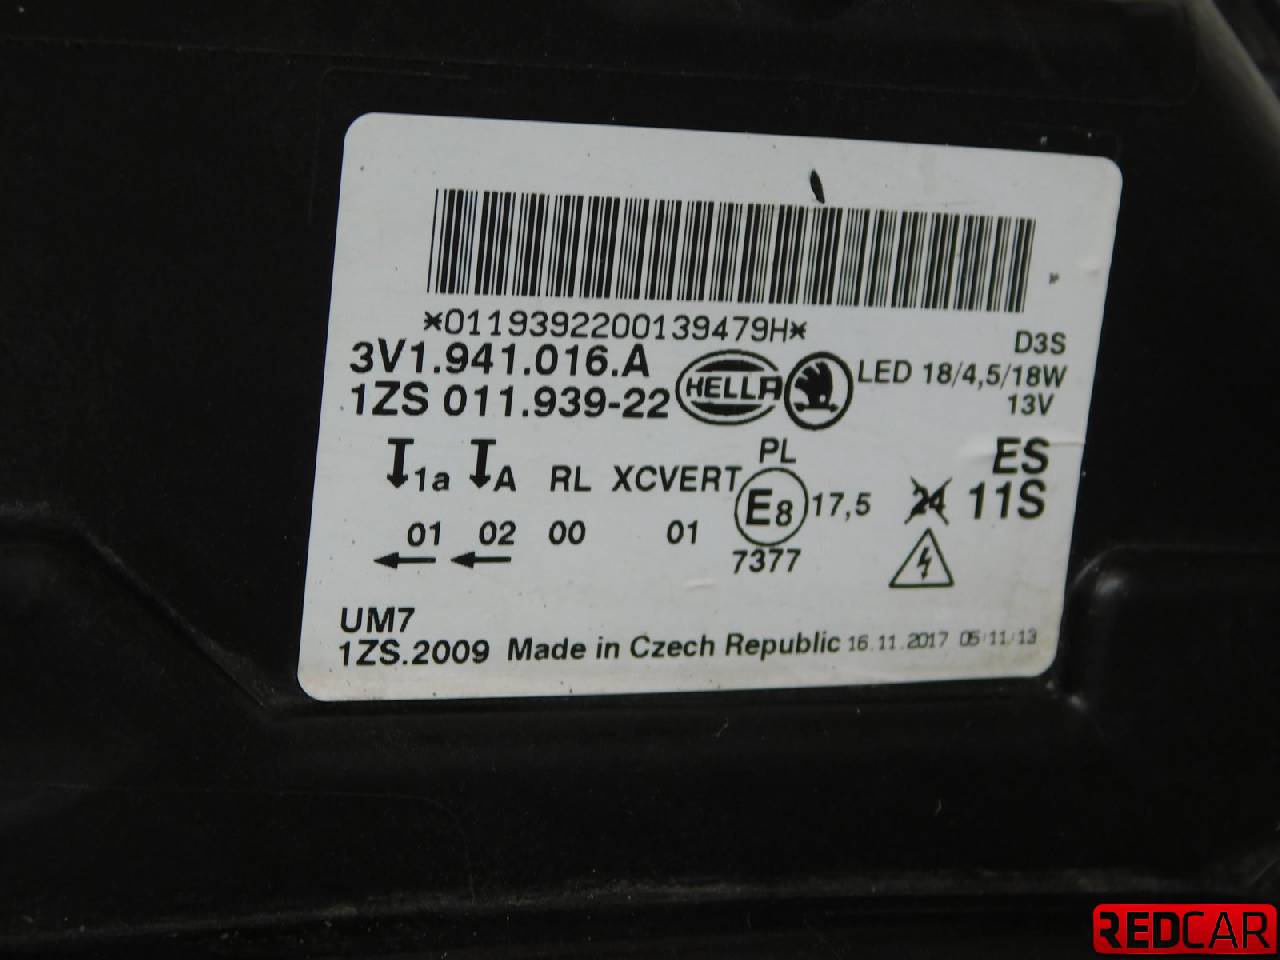 *0119392200139479H*
3V1.941.016.A
1ZS 011.939-22
HELLA
D3S
LED 18/4,5/18W
13V
1a A RL XCVERT PL
01 02 00 01
E8 17,5 24
7377
ES
11S
UM7
1ZS.2009 Made in Czech Republic 16.11.2017 05/11/13
REDCAR